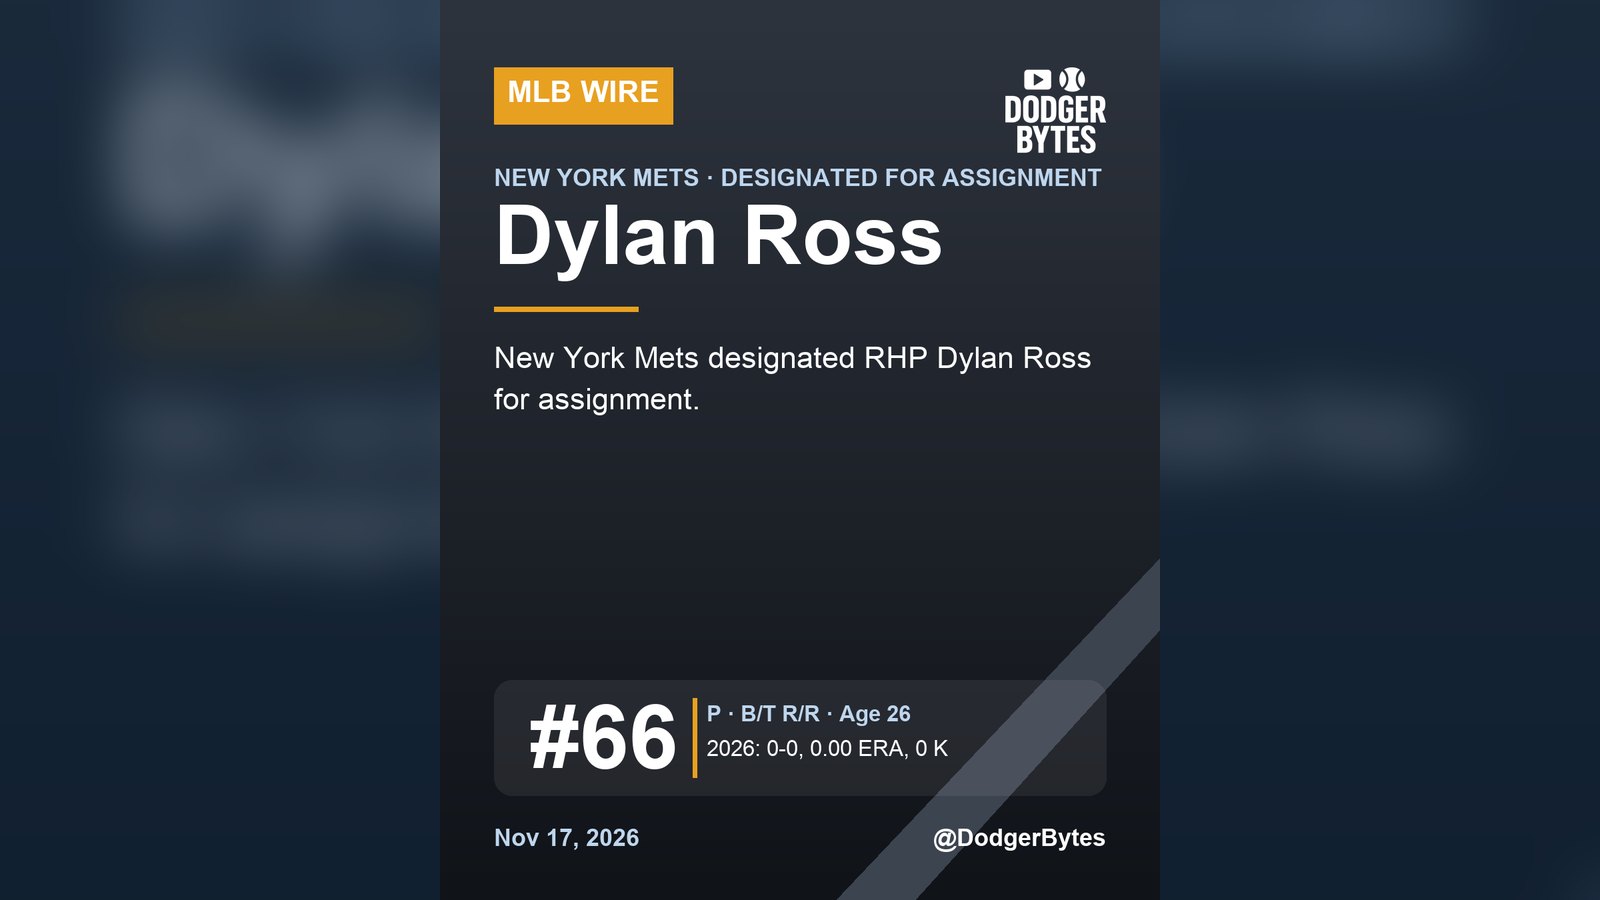 MLB WIRE
DODGER
BYTES
NEW YORK METS · DESIGNATED FOR ASSIGNMENT
Dylan Ross
New York Mets designated RHP Dylan Ross
for assignment.
#66
P · B/T R/R · Age 26
2026: 0-0, 0.00 ERA, 0 K
Nov 17, 2026
@DodgerBytes